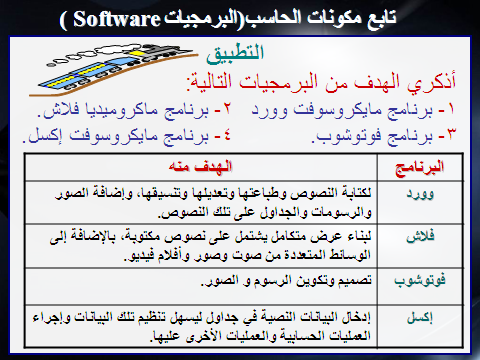 تابع مكونات الحاسب(البرمجيات Software )
التطبيق
أذكري الهدف من البرمجيات التالية:
١- برنامج مايكروسوفت وورد ٢- برنامج ماكروميديا فلاش.
٣- برنامج فوتوشوب. ٤- برنامج مايكروسوفت إكسل.
البرنامج الهدف منه
وورد لكتابة النصوص وطباعتها وتعديلها وتنسيقها، وإضافة الصور
والرسومات والجداول على تلك النصوص.
فلاش لبناء عرض متكامل يشتمل على نصوص مكتوبة، بالإضافة إلى
الوسائط المتعددة من صوت وصور وأفلام فيديو.
فوتوشوب تصميم وتكوين الرسوم و الصور.
إكسل إدخال البيانات النصية في جداول ليسهل تنظيم تلك البيانات وإجراء
العمليات الحسابية والعمليات الأخرى عليها.